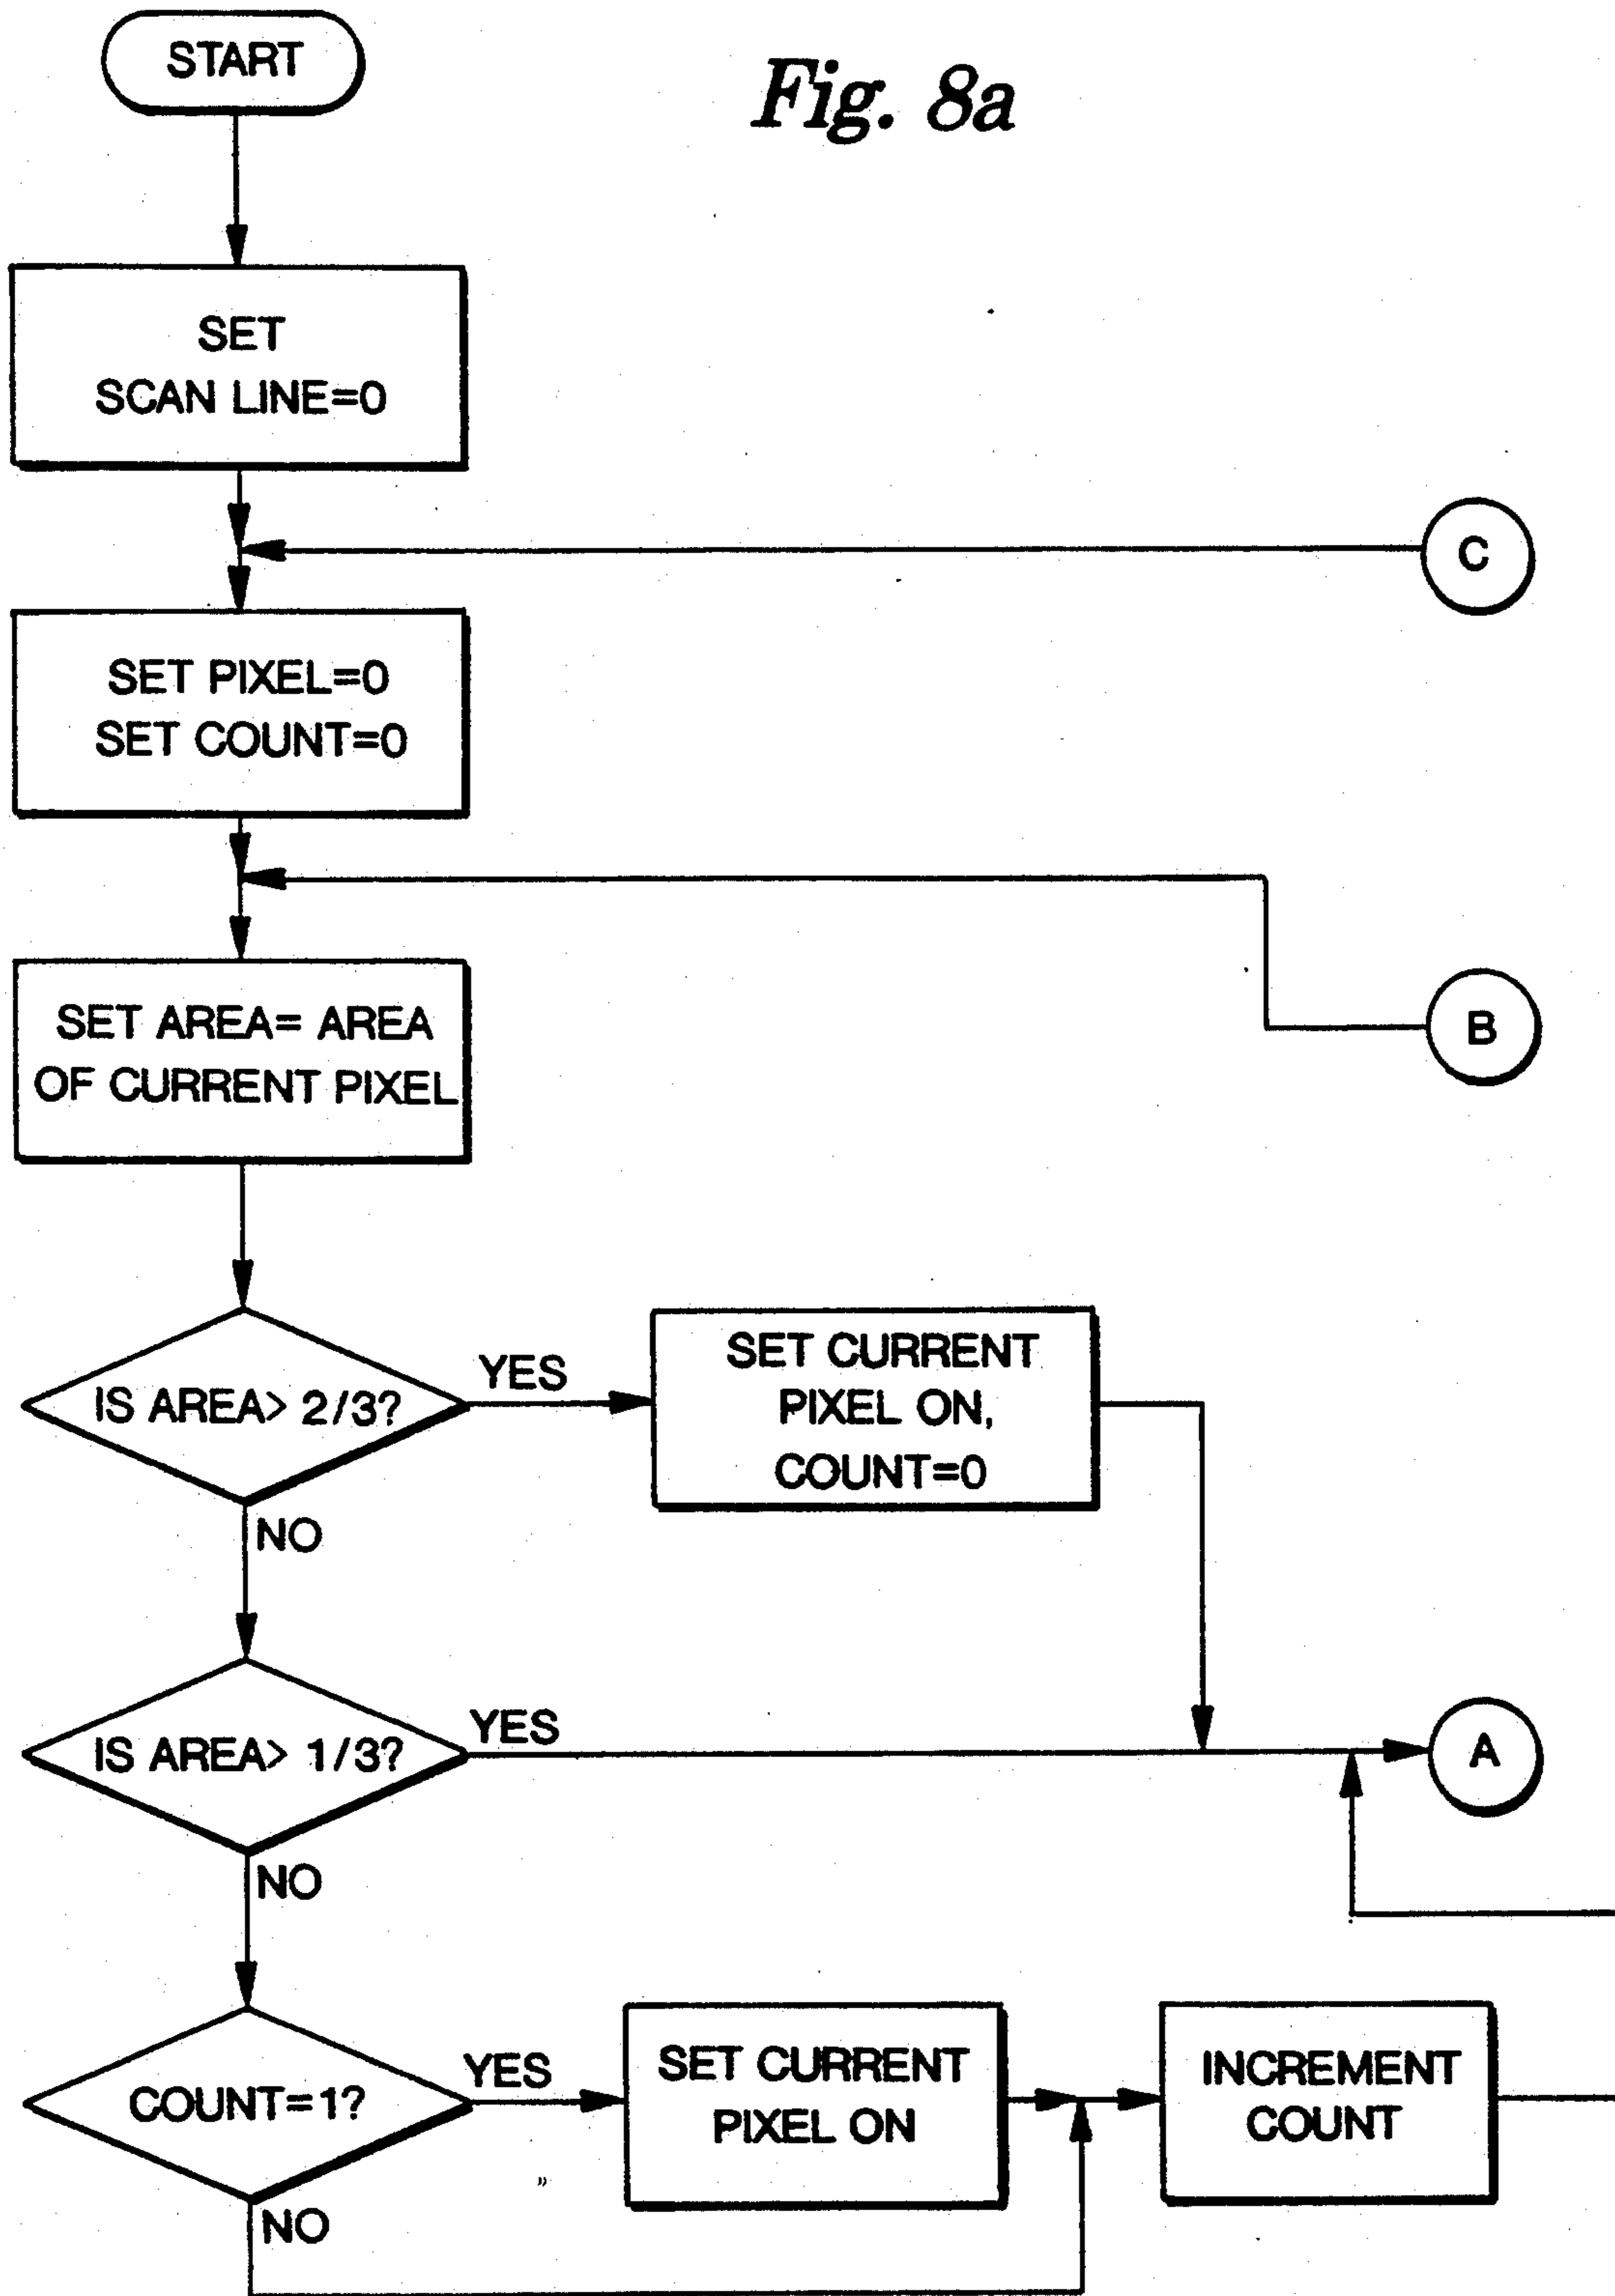 START
Fig. 8a
SET
SCAN LINE=0
C
SET PIXEL=0
SET COUNT=0
SET AREA= AREA
OF CURRENT PIXEL
B
IS AREA> 2/3?
YES
SET CURRENT
PIXEL ON,
COUNT=0
NO
IS AREA> 1/3?
YES
A
NO
COUNT=1?
YES
SET CURRENT
PIXEL ON
INCREMENT
COUNT
NO